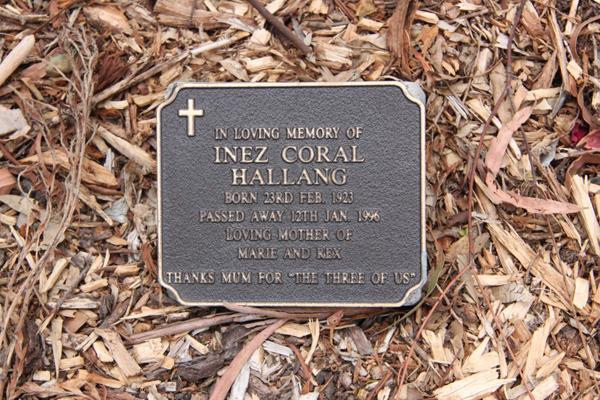 IN LOVING MEMORY OF
INEZ CORAL
HALLANG
BORN 23RD FEB. 1923
PASSED AWAY 12TH JAN. 1996
LOVING MOTHER OF
MARIE AND REX
THANKS MUM FOR "THE THREE OF US"